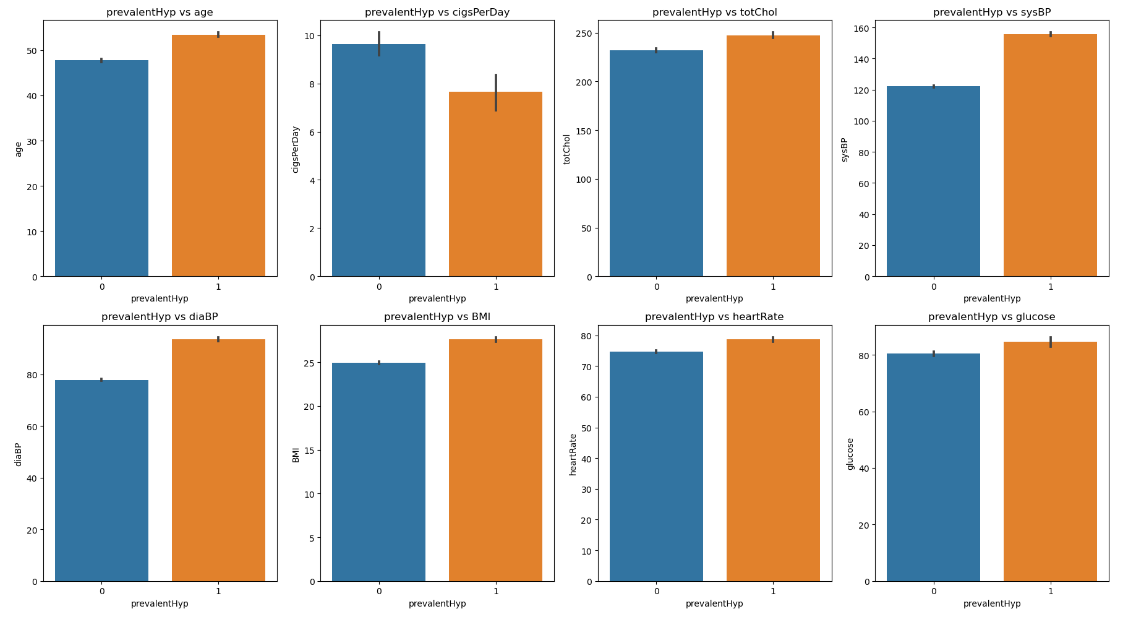 prevalentHyp vs age
50
40
30
20
10
0
age
0 1
prevalentHyp
prevalentHyp vs cigsPerDay
10
8
6
4
2
0
cigsPerDay
0 1
prevalentHyp
prevalentHyp vs totChol
250
200
150
100
50
0
totChol
0 1
prevalentHyp
prevalentHyp vs sysBP
160
140
120
100
80
60
40
20
0
sysBP
0 1
prevalentHyp
prevalentHyp vs diaBP
80
60
40
20
0
diaBP
0 1
prevalentHyp
prevalentHyp vs BMI
25
20
15
10
5
0
BMI
0 1
prevalentHyp
prevalentHyp vs heartRate
80
70
60
50
40
30
20
10
0
heartRate
0 1
prevalentHyp
prevalentHyp vs glucose
80
60
40
20
0
glucose
0 1
prevalentHyp